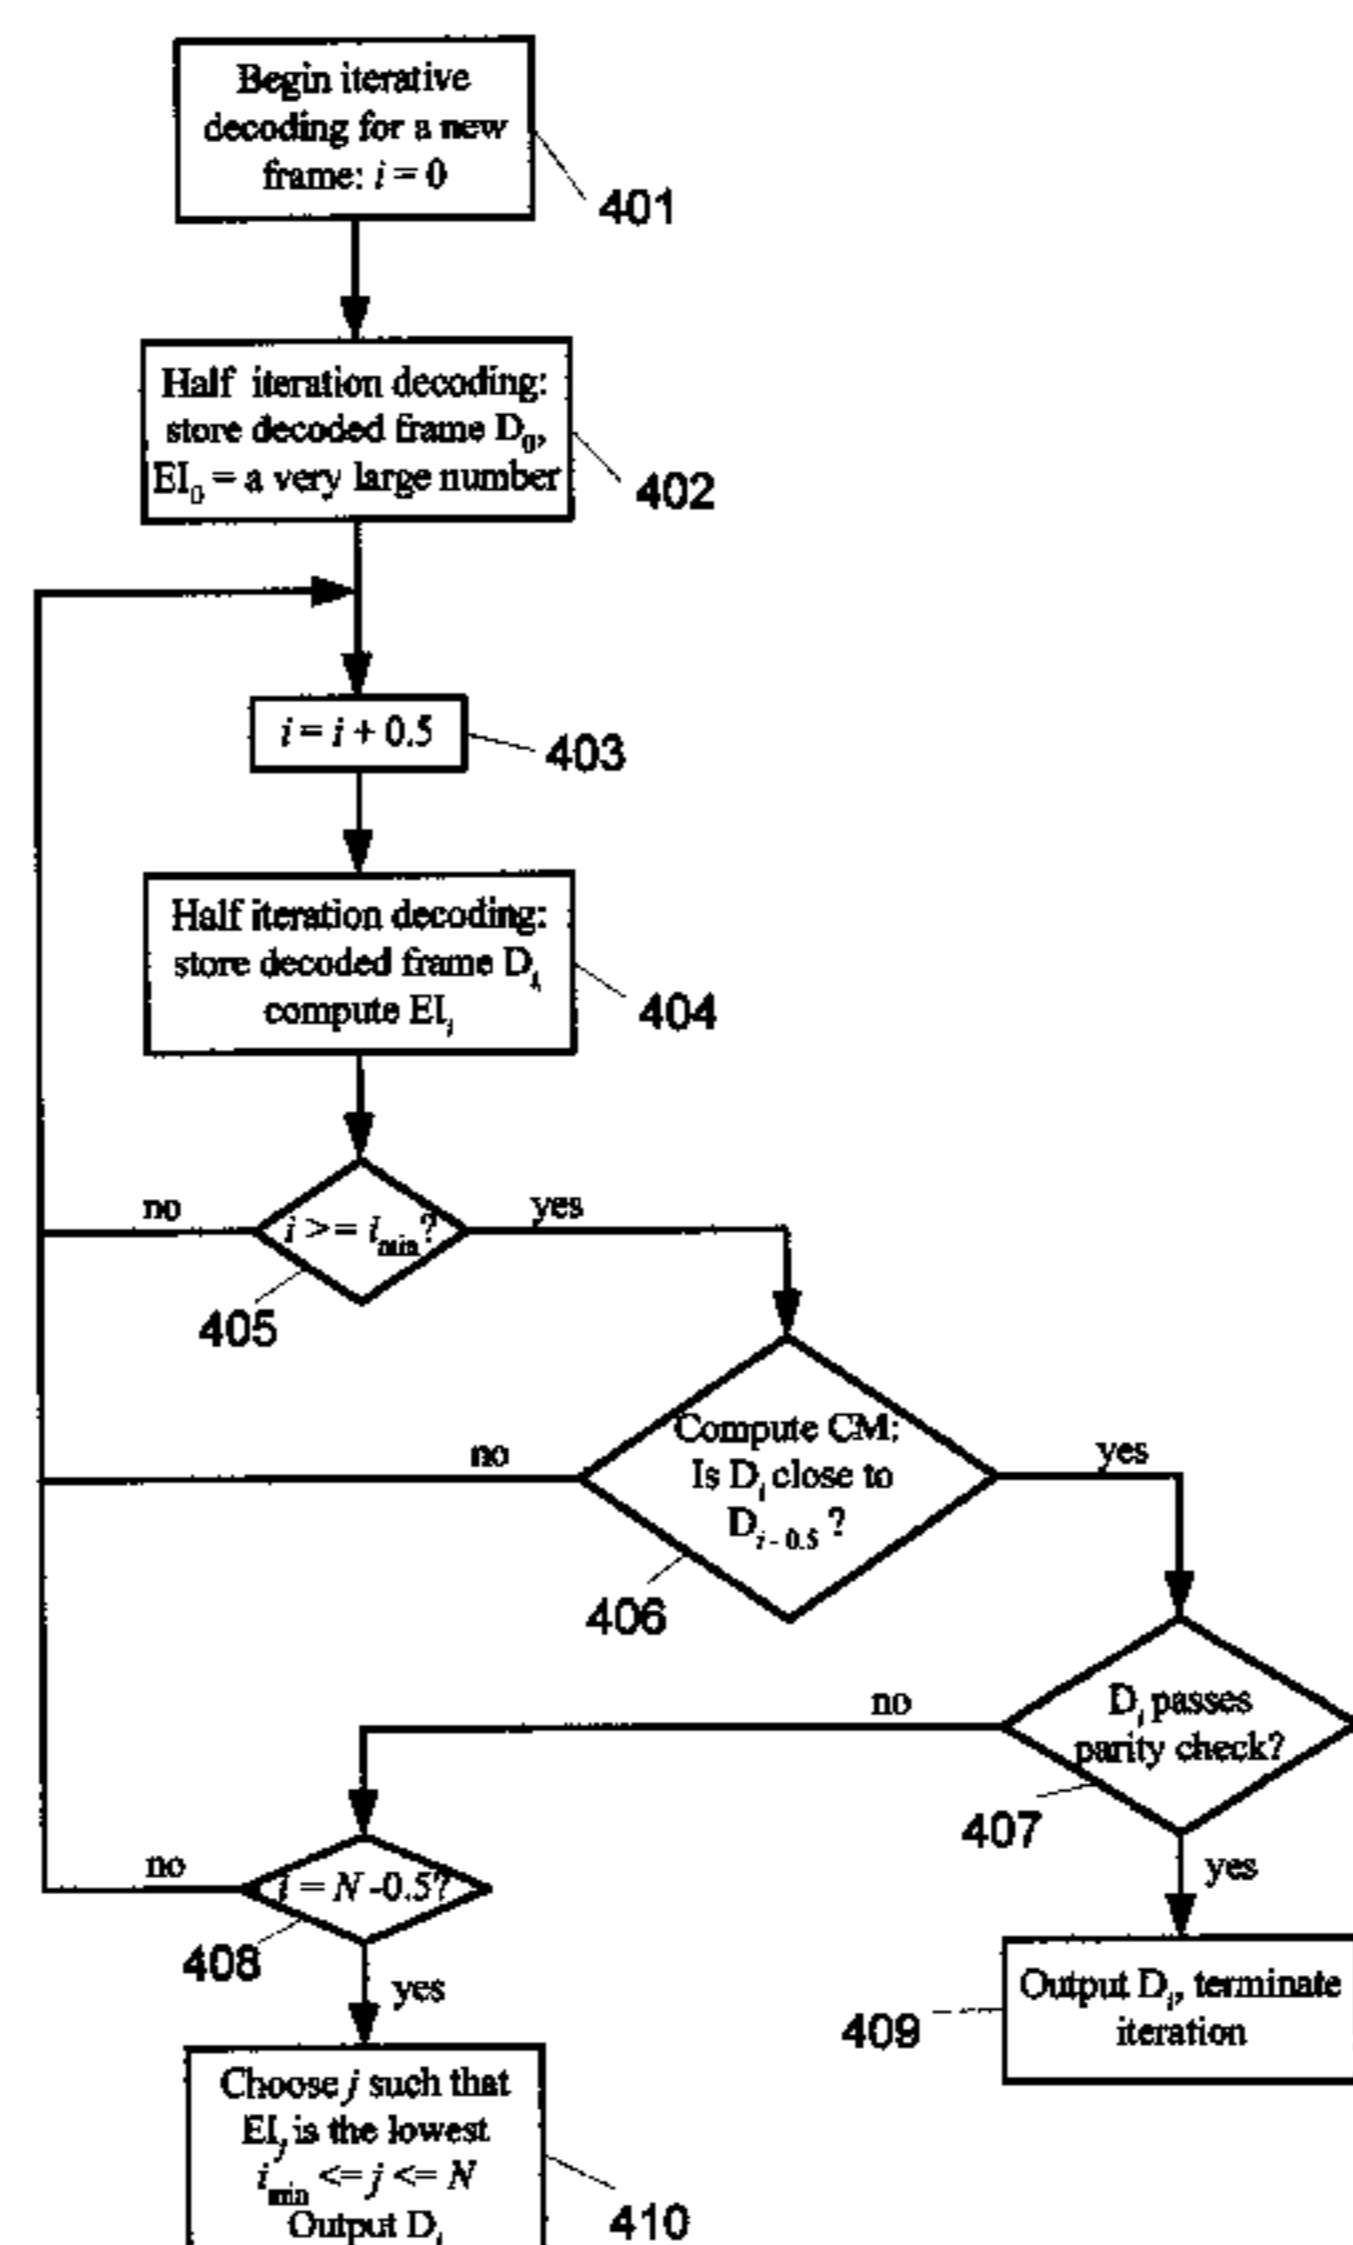 Begin iterative
decoding for a new
frame: i = 0
401
Half iteration decoding:
store decoded frame D0,
EI0 = a very large number
402
i = i + 0.5
403
Half iteration decoding:
store decoded frame Di,
compute EIi
404
no
i >= imin?
yes
405
Compute CM:
Is Di close to
Di - 0.5 ?
no
yes
406
Di passes
parity check?
no
407
yes
i = N -0.5?
no
408
yes
Output Di, terminate
iteration
409
Choose j such that
EIj is the lowest
imin <= j <= N
Output Dj
410